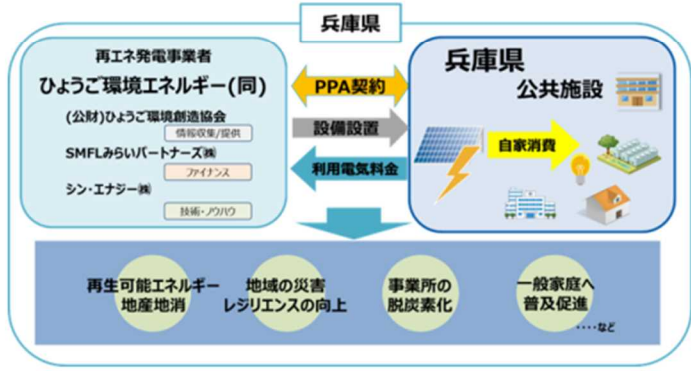 兵庫県
再エネ発電事業者
ひょうご環境エネルギー(同)
(公財)ひょうご環境創造協会
情報収集/提供
SMFLみらいパートナーズ㈱
ファイナンス
シン・エナジー㈱
技術・ノウハウ
PPA契約
設備設置
利用電気料金
兵庫県
公共施設
自家消費
再生可能エネルギー
地産地消
地域の災害
レジリエンスの向上
事業所の
脱炭素化
一般家庭へ
普及促進
‥‥など